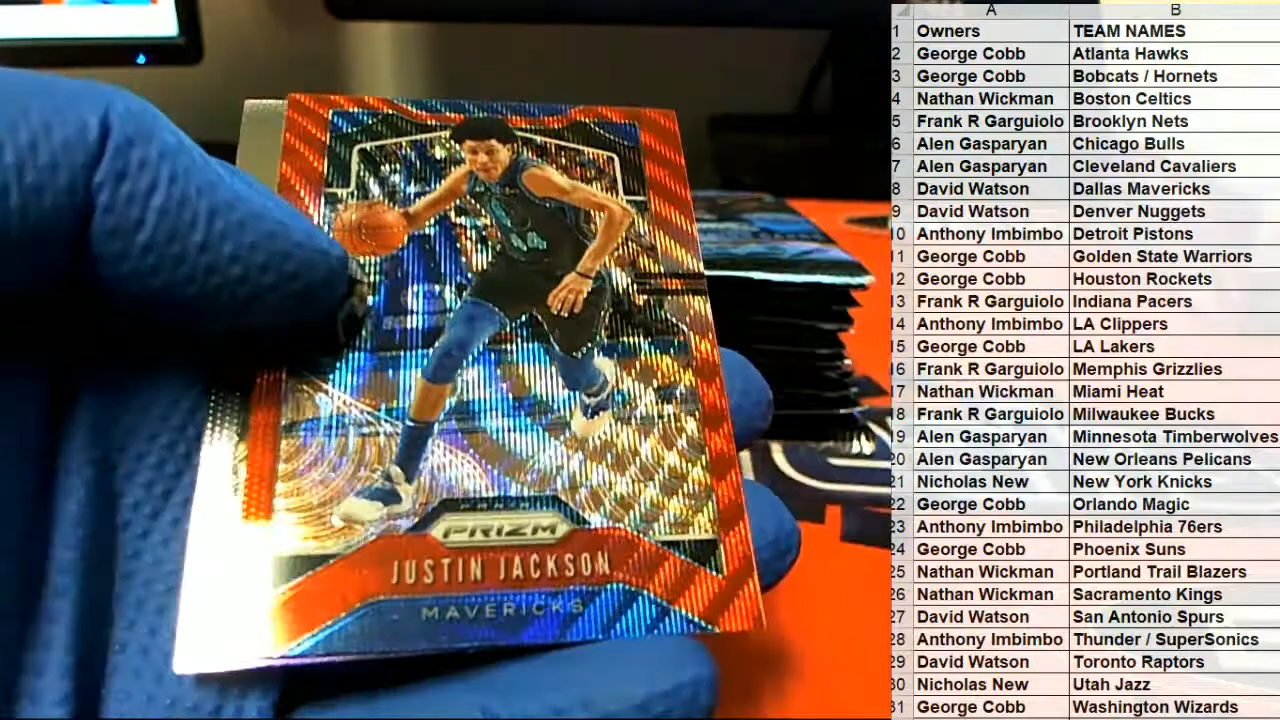 PANINI
PRIZM
JUSTIN JACKSON
MAVERICKS
44
A B
1 Owners TEAM NAMES
2 George Cobb Atlanta Hawks
3 George Cobb Bobcats / Hornets
4 Nathan Wickman Boston Celtics
5 Frank R Garguiolo Brooklyn Nets
6 Alen Gasparyan Chicago Bulls
7 Alen Gasparyan Cleveland Cavaliers
8 David Watson Dallas Mavericks
9 David Watson Denver Nuggets
10 Anthony Imbimbo Detroit Pistons
11 George Cobb Golden State Warriors
12 George Cobb Houston Rockets
13 Frank R Garguiolo Indiana Pacers
14 Anthony Imbimbo LA Clippers
15 George Cobb LA Lakers
16 Frank R Garguiolo Memphis Grizzlies
17 Nathan Wickman Miami Heat
18 Frank R Garguiolo Milwaukee Bucks
19 Alen Gasparyan Minnesota Timberwolves
20 Alen Gasparyan New Orleans Pelicans
21 Nicholas New New York Knicks
22 George Cobb Orlando Magic
23 Anthony Imbimbo Philadelphia 76ers
24 George Cobb Phoenix Suns
25 Nathan Wickman Portland Trail Blazers
26 Nathan Wickman Sacramento Kings
27 David Watson San Antonio Spurs
28 Anthony Imbimbo Thunder / SuperSonics
29 David Watson Toronto Raptors
30 Nicholas New Utah Jazz
31 George Cobb Washington Wizards